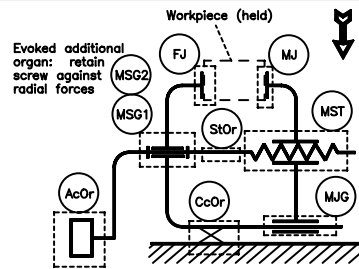 Workpiece (held)
Evoked additional
organ: retain
screw against
radial forces
MSG2
FJ
MJ
MSG1
StOr
MST
AcOr
CcOr
MJG